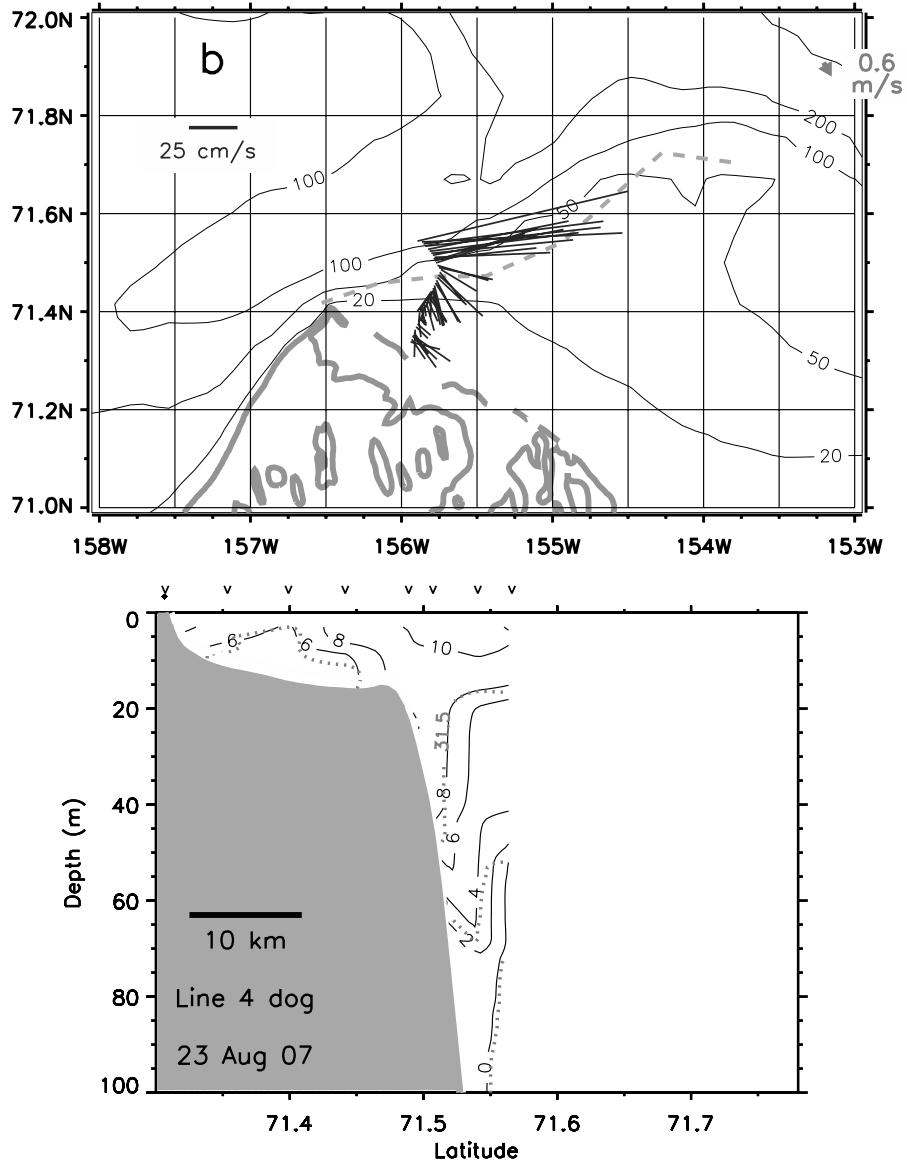 72.0N
b
0.6
m/s
71.8N
200
25 cm/s
100
100
71.6N
50
100
20
71.4N
50
71.2N
20
71.0N
158W 157W 156W 155W 154W 153W
v v v v v v v v
0
6 6 8 10
20
31.5
8
40
6
Depth (m)
4
60
2
10 km
80
Line 4 dog
23 Aug 07
0
100
71.4 71.5 71.6 71.7
Latitude